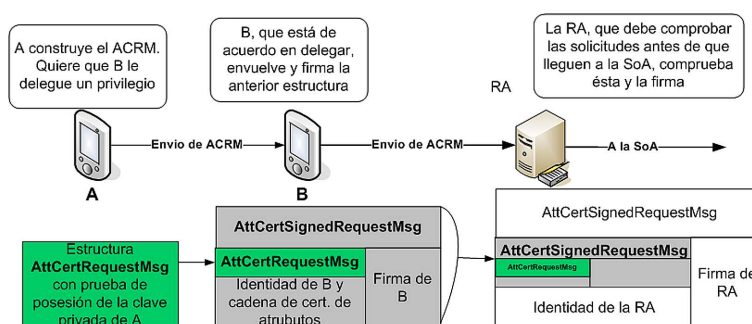 A construye el ACRM.
Quiere que B le
delegue un privilegio
B, que está de
acuerdo en delegar,
envuelve y firma la
anterior estructura
La RA, que debe comprobar
las solicitudes antes de que
lleguen a la SoA, comprueba
ésta y la firma
RA
Envio de ACRM
Envio de ACRM
A la SoA
A
B
Estructura
AttCertRequestMsg
con prueba de
posesión de la clave
privada de A
AttCertSignedRequestMsg
AttCertRequestMsg
Identidad de B y
cadena de cert. de
atrubutos
Firma de
B
AttCertSignedRequestMsg
AttCertSignedRequestMsg
AttCertRequestMsg
Identidad de la RA
Firma de
RA